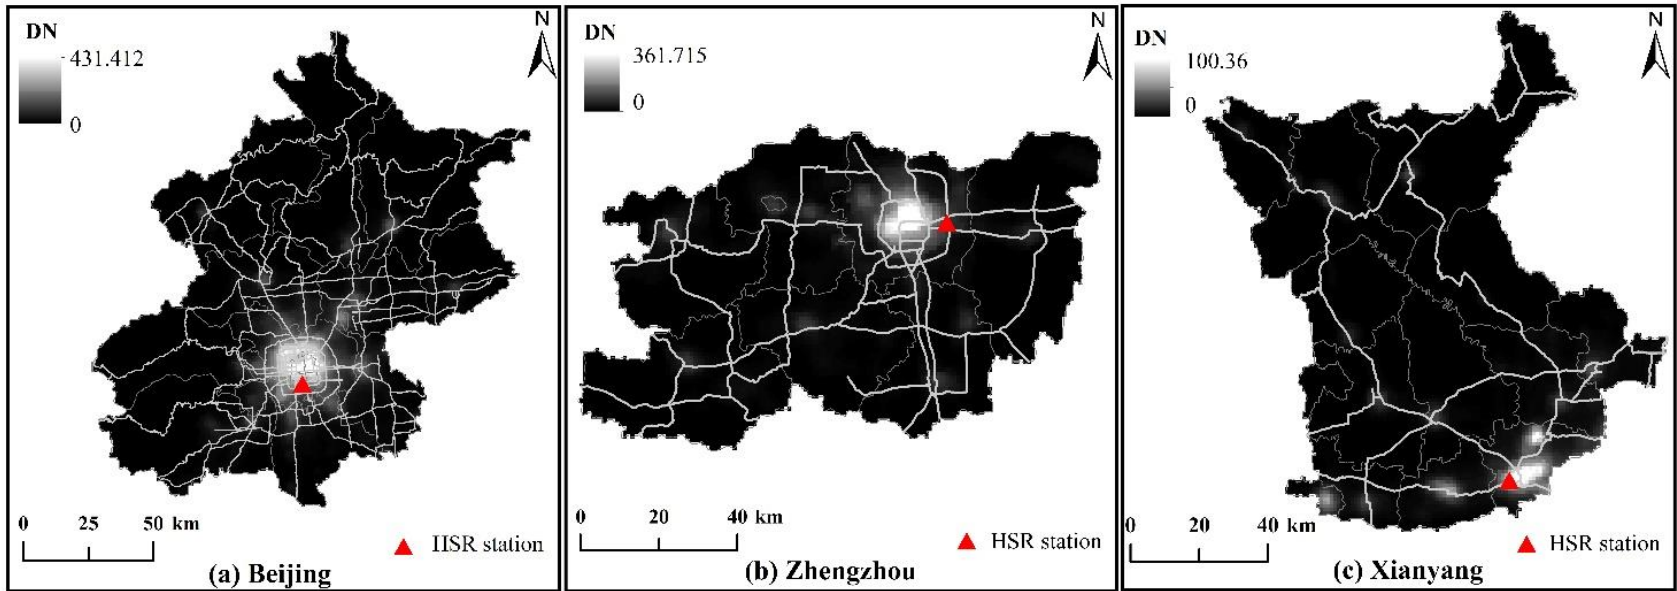 DN
431.412
0
N
0 25 50 km
HSR station
(a) Beijing
DN
361.715
0
N
0 20 40 km
HSR station
(b) Zhengzhou
DN
100.36
0
N
0 20 40 km
HSR station
(c) Xianyang